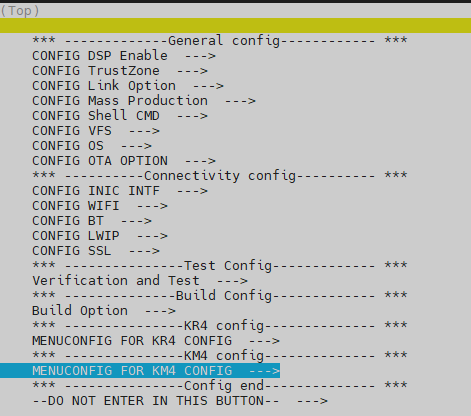 (Top)
*** -------------General config------------ ***
CONFIG DSP Enable  --->
CONFIG TrustZone  --->
CONFIG Link Option  --->
CONFIG Mass Production  --->
CONFIG Shell CMD  --->
CONFIG VFS  --->
CONFIG OS  --->
CONFIG OTA OPTION  --->
*** ----------Connectivity config---------- ***
CONFIG INIC INTF  --->
CONFIG WIFI  --->
CONFIG BT  --->
CONFIG LWIP  --->
CONFIG SSL  --->
*** ---------------Test Config------------- ***
Verification and Test  --->
*** --------------Build Config------------- ***
Build Option  --->
*** ---------------KR4 config-------------- ***
MENUCONFIG FOR KR4 CONFIG  --->
*** ---------------KM4 config-------------- ***
MENUCONFIG FOR KM4 CONFIG  --->
*** ---------------Config end-------------- ***
--DO NOT ENTER IN THIS BUTTON--  --->